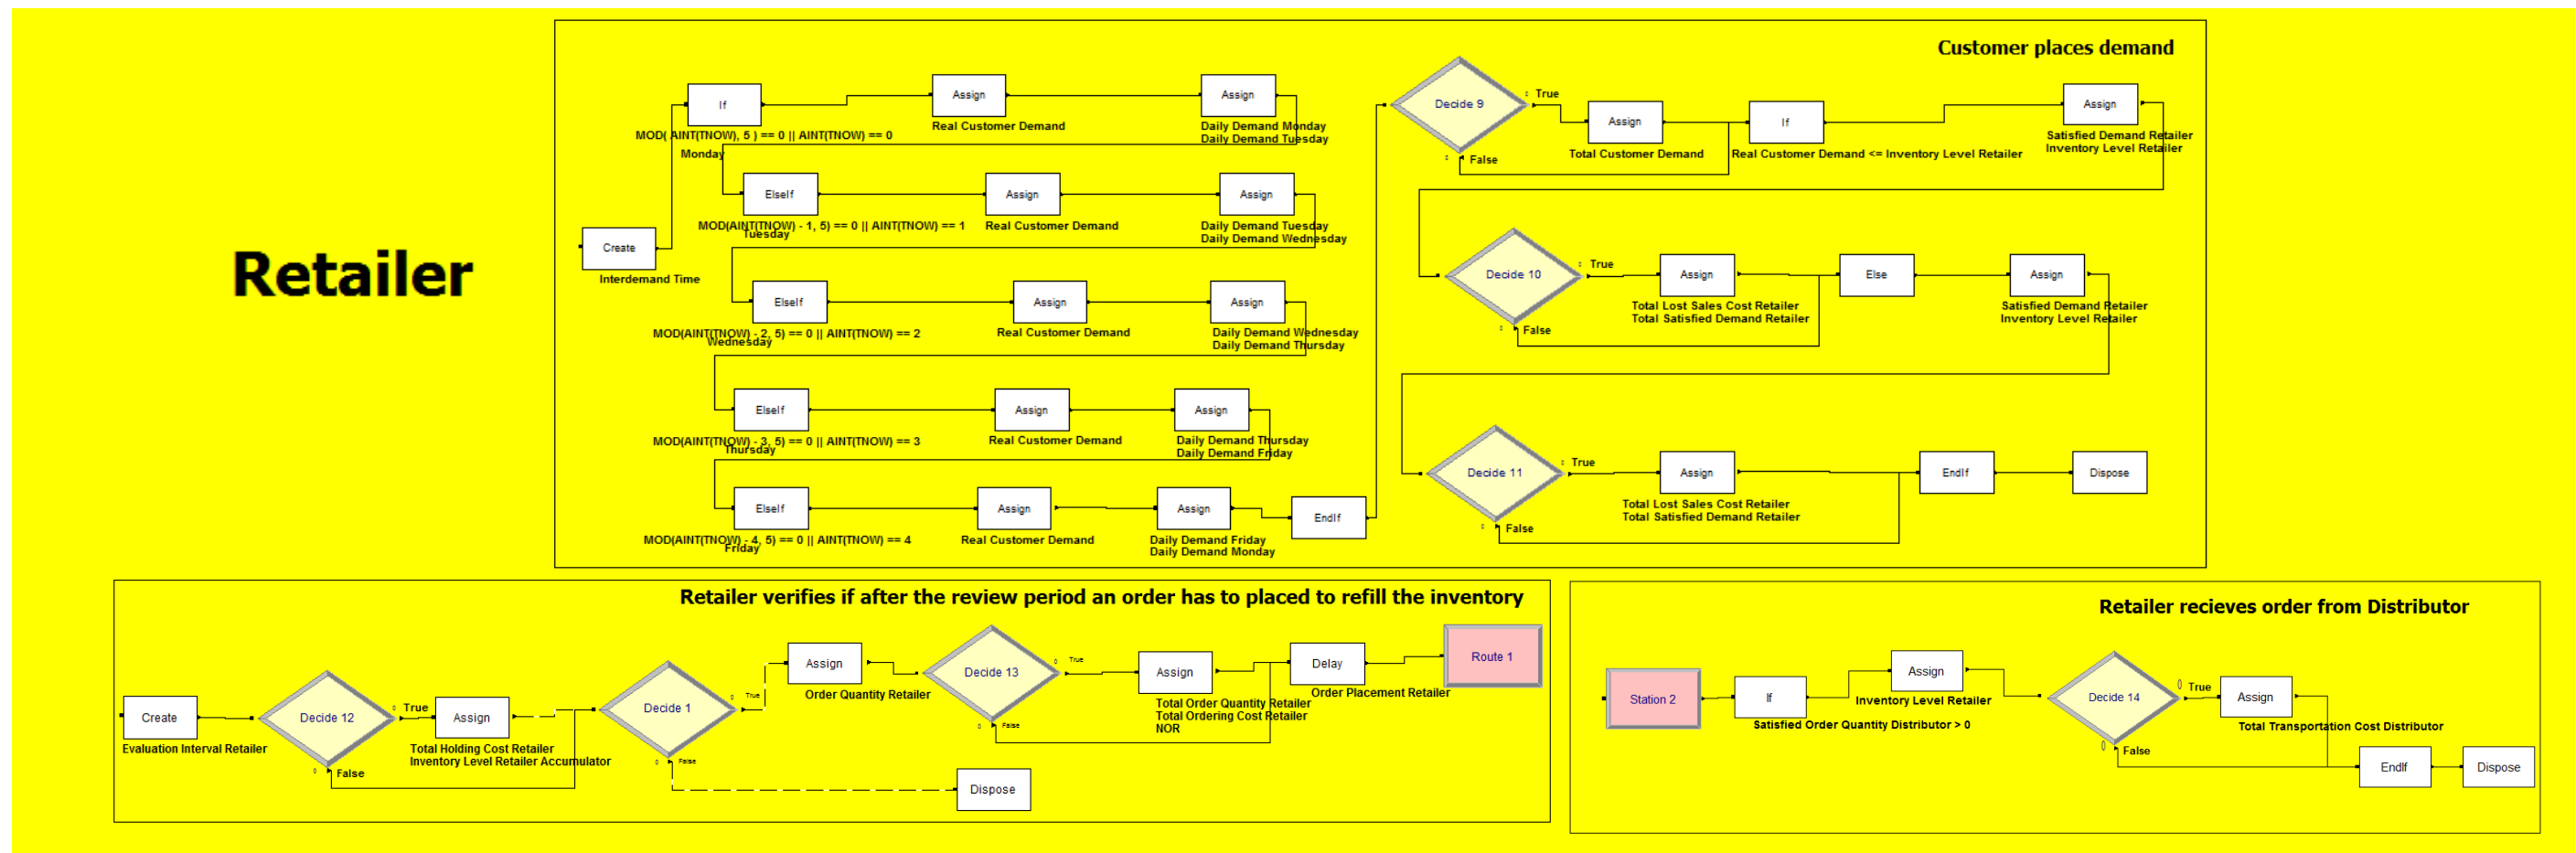 Retailer
Customer places demand
Create
Interdemand Time
If
MOD( AINT(TNOW), 5 ) == 0 || AINT(TNOW) == 0
Monday
Assign
Real Customer Demand
Assign
Daily Demand Monday
Daily Demand Tuesday
ElseIf
MOD(AINT(TNOW) - 1, 5) == 0 || AINT(TNOW) == 1
Tuesday
Assign
Real Customer Demand
Assign
Daily Demand Tuesday
Daily Demand Wednesday
ElseIf
MOD(AINT(TNOW) - 2, 5) == 0 || AINT(TNOW) == 2
Wednesday
Assign
Real Customer Demand
Assign
Daily Demand Wednesday
Daily Demand Thursday
ElseIf
MOD(AINT(TNOW) - 3, 5) == 0 || AINT(TNOW) == 3
Thursday
Assign
Real Customer Demand
Assign
Daily Demand Thursday
Daily Demand Friday
ElseIf
MOD(AINT(TNOW) - 4, 5) == 0 || AINT(TNOW) == 4
Friday
Assign
Real Customer Demand
Assign
Daily Demand Friday
Daily Demand Monday
EndIf
Decide 9
True
False
Assign
Total Customer Demand
If
Real Customer Demand <= Inventory Level Retailer
Assign
Satisfied Demand Retailer
Inventory Level Retailer
Decide 10
True
False
Assign
Total Lost Sales Cost Retailer
Total Satisfied Demand Retailer
Else
Assign
Satisfied Demand Retailer
Inventory Level Retailer
Decide 11
True
False
Assign
Total Lost Sales Cost Retailer
Total Satisfied Demand Retailer
EndIf
Dispose
Retailer verifies if after the review period an order has to placed to refill the inventory
Create
Evaluation Interval Retailer
Decide 12
True
False
Assign
Total Holding Cost Retailer
Inventory Level Retailer Accumulator
Decide 1
True
False
Assign
Order Quantity Retailer
Dispose
Decide 13
True
False
Assign
Total Order Quantity Retailer
Total Ordering Cost Retailer
NOR
Delay
Order Placement Retailer
Route 1
Retailer recieves order from Distributor
Station 2
If
Satisfied Order Quantity Distributor > 0
Assign
Inventory Level Retailer
Decide 14
0
True
0
False
Assign
Total Transportation Cost Distributor
EndIf
Dispose